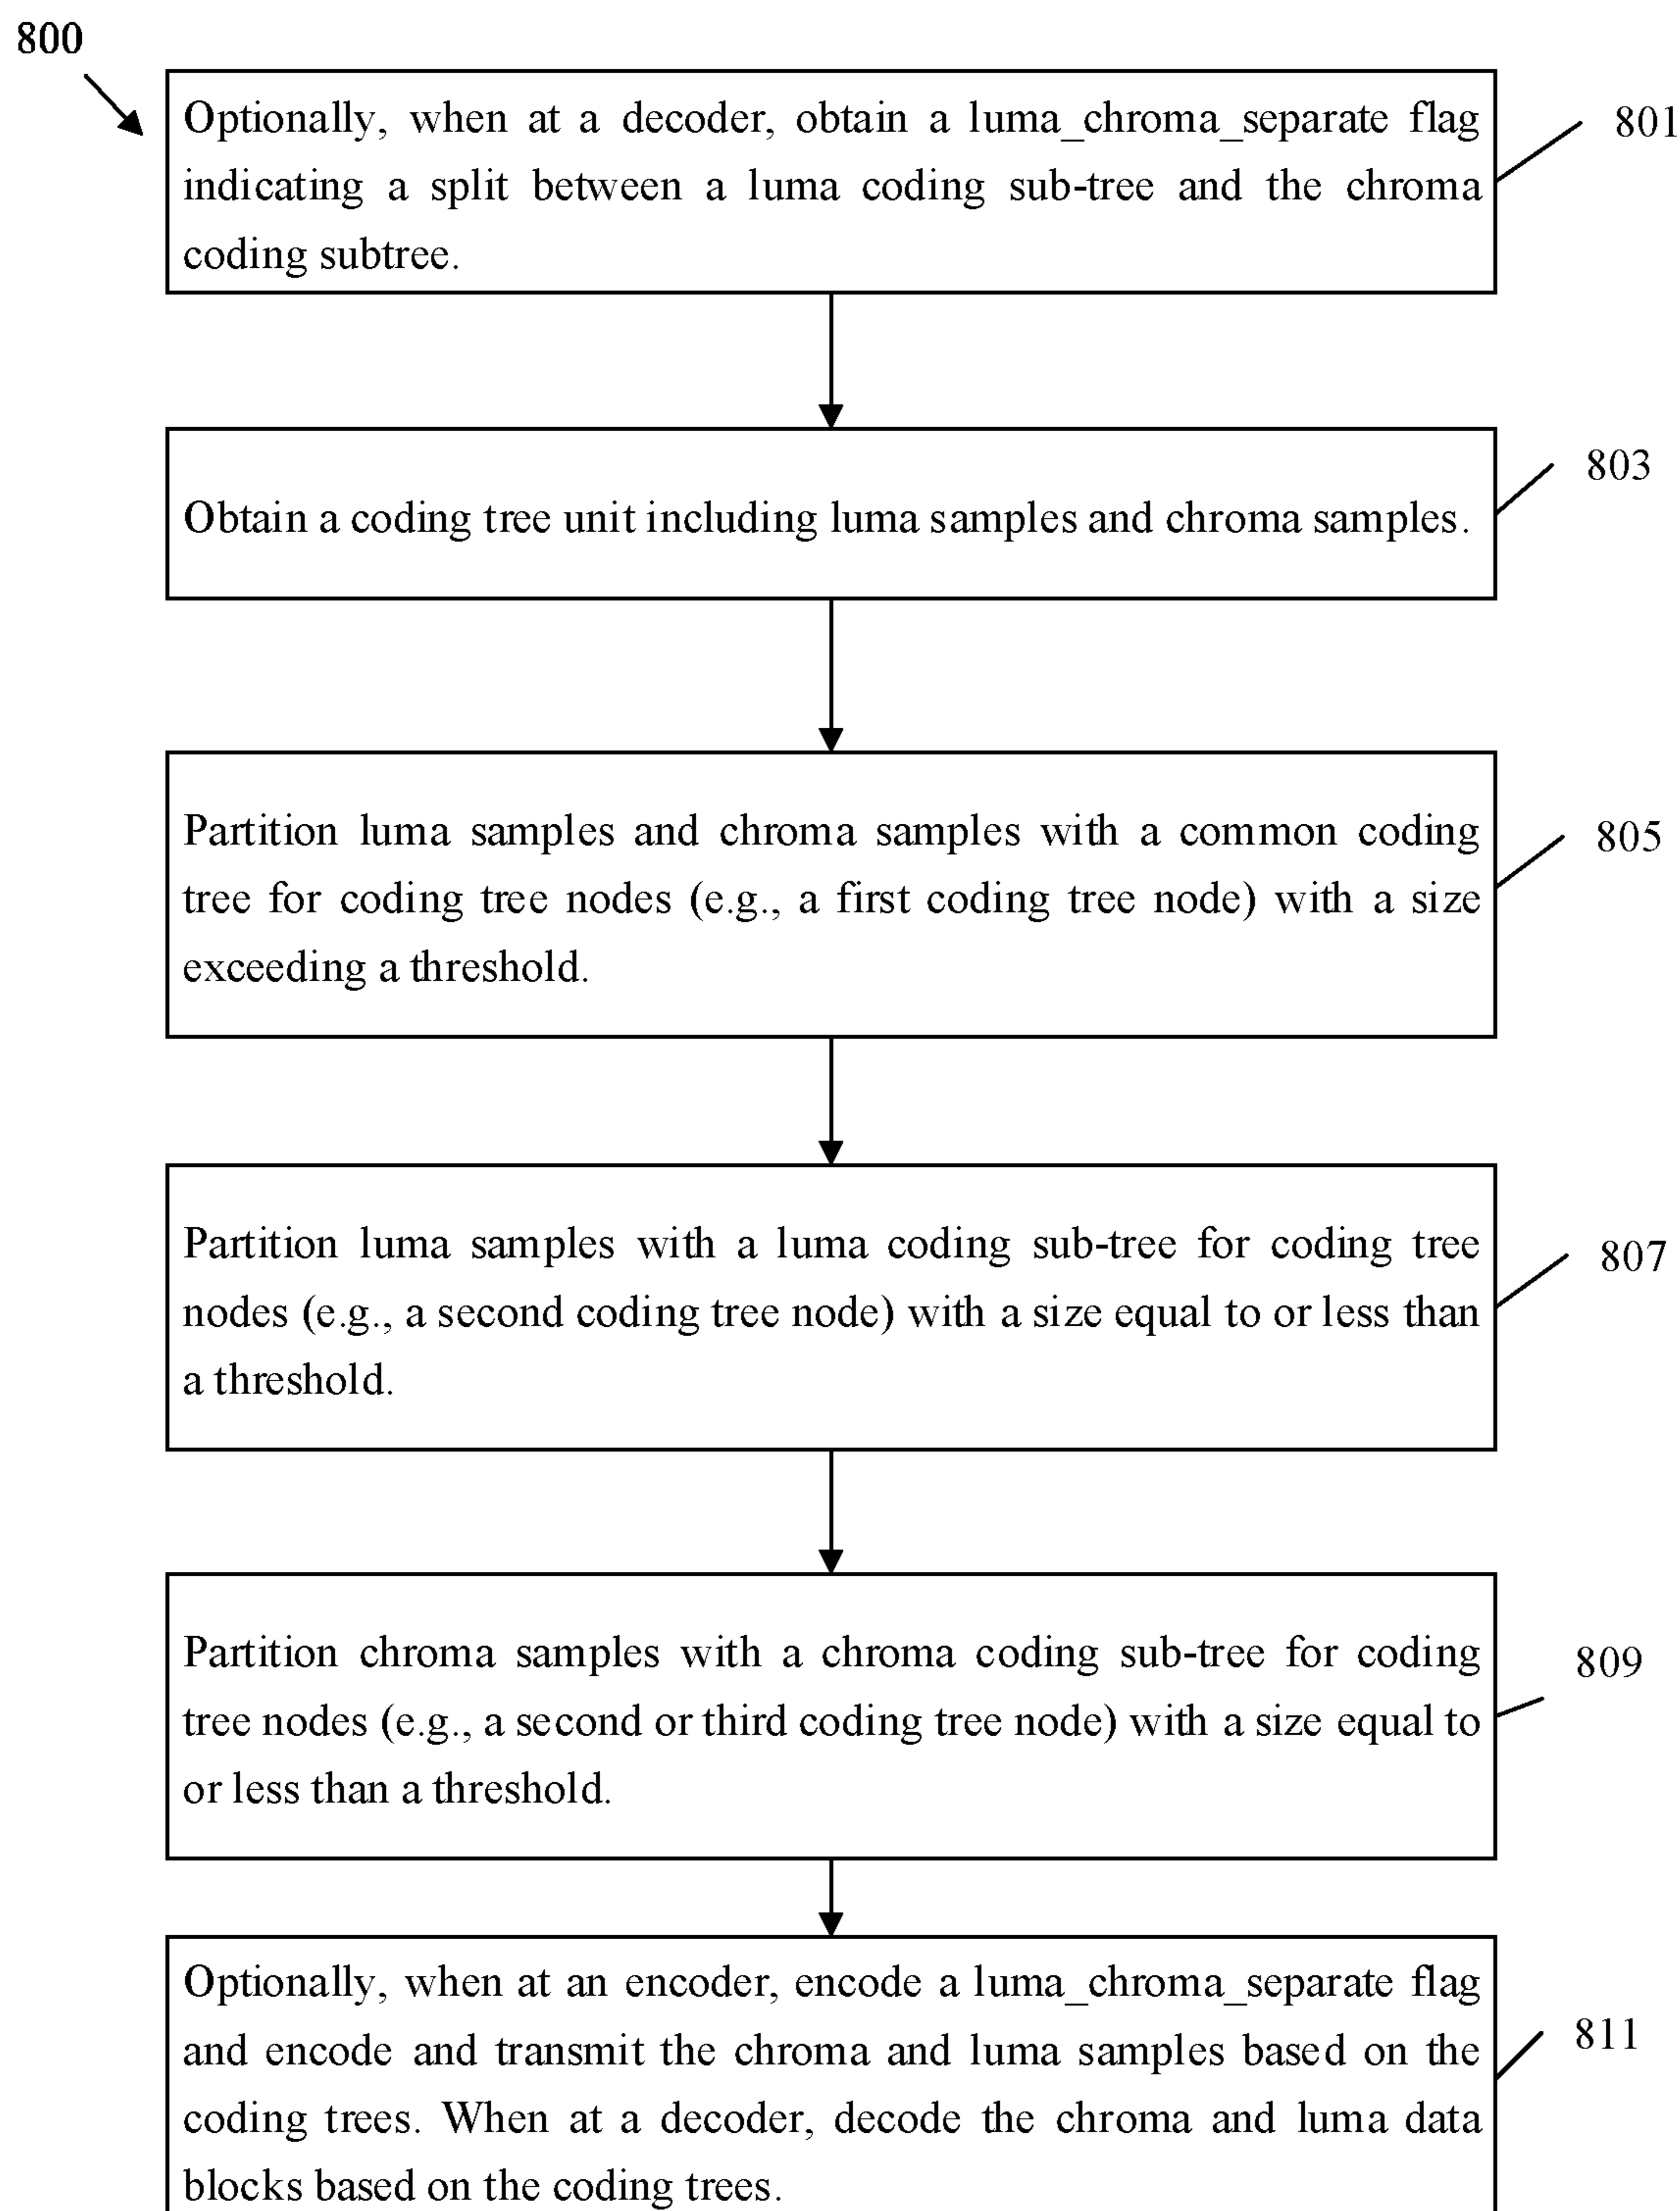 800
Optionally, when at a decoder, obtain a luma_chroma_separate flag
indicating a split between a luma coding sub-tree and the chroma
coding subtree.
801
Obtain a coding tree unit including luma samples and chroma samples.
803
Partition luma samples and chroma samples with a common coding
tree for coding tree nodes (e.g., a first coding tree node) with a size
exceeding a threshold.
805
Partition luma samples with a luma coding sub-tree for coding tree
nodes (e.g., a second coding tree node) with a size equal to or less than
a threshold.
807
Partition chroma samples with a chroma coding sub-tree for coding
tree nodes (e.g., a second or third coding tree node) with a size equal to
or less than a threshold.
809
Optionally, when at an encoder, encode a luma_chroma_separate flag
and encode and transmit the chroma and luma samples based on the
coding trees. When at a decoder, decode the chroma and luma data
blocks based on the coding trees.
811